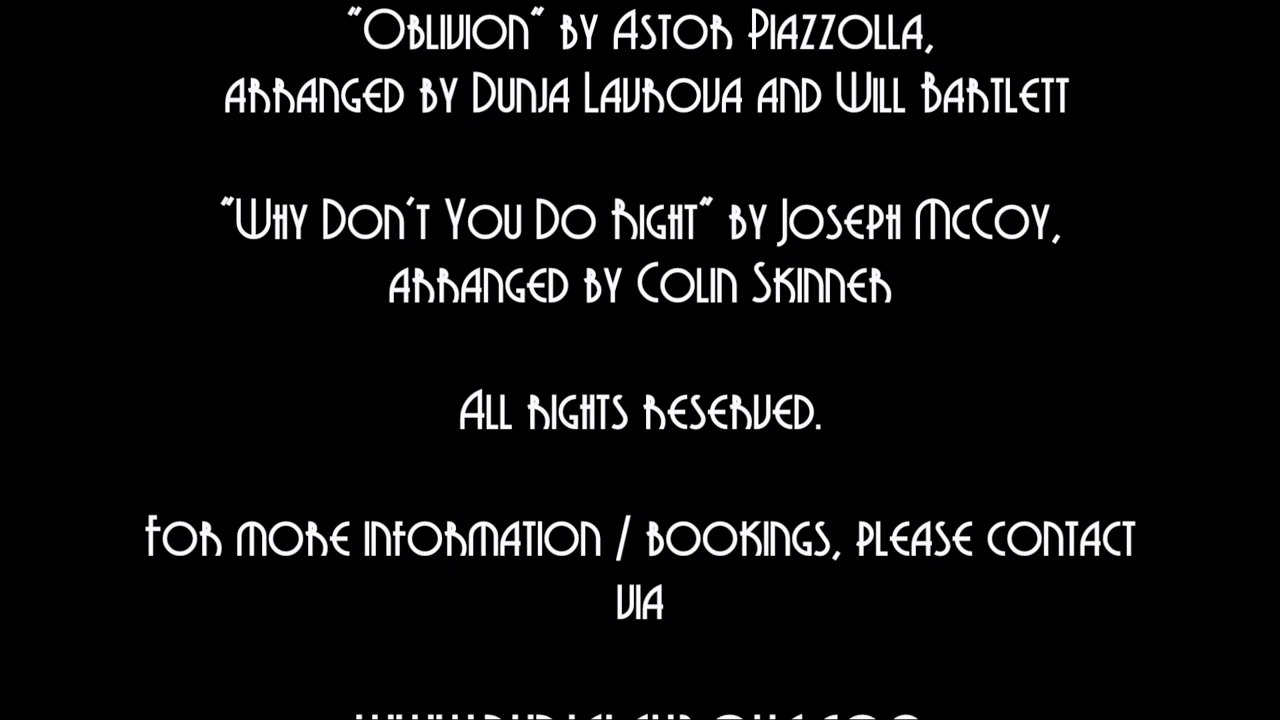 "Oblivion" by Astor Piazzolla,
arranged by Dunja Lavrova and Will Bartlett
"Why Don't You Do Right" by Joseph McCoy,
arranged by Colin Skinner
All rights reserved.
For more information / bookings, please contact
via